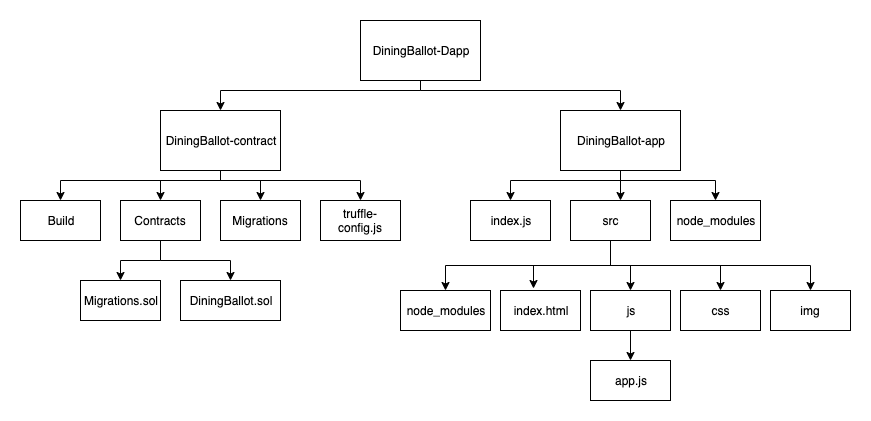 DiningBallot-Dapp
DiningBallot-contract
DiningBallot-app
Build
Contracts
Migrations
truffle-
config.js
index.js
src
node_modules
Migrations.sol
DiningBallot.sol
node_modules
index.html
js
css
img
app.js